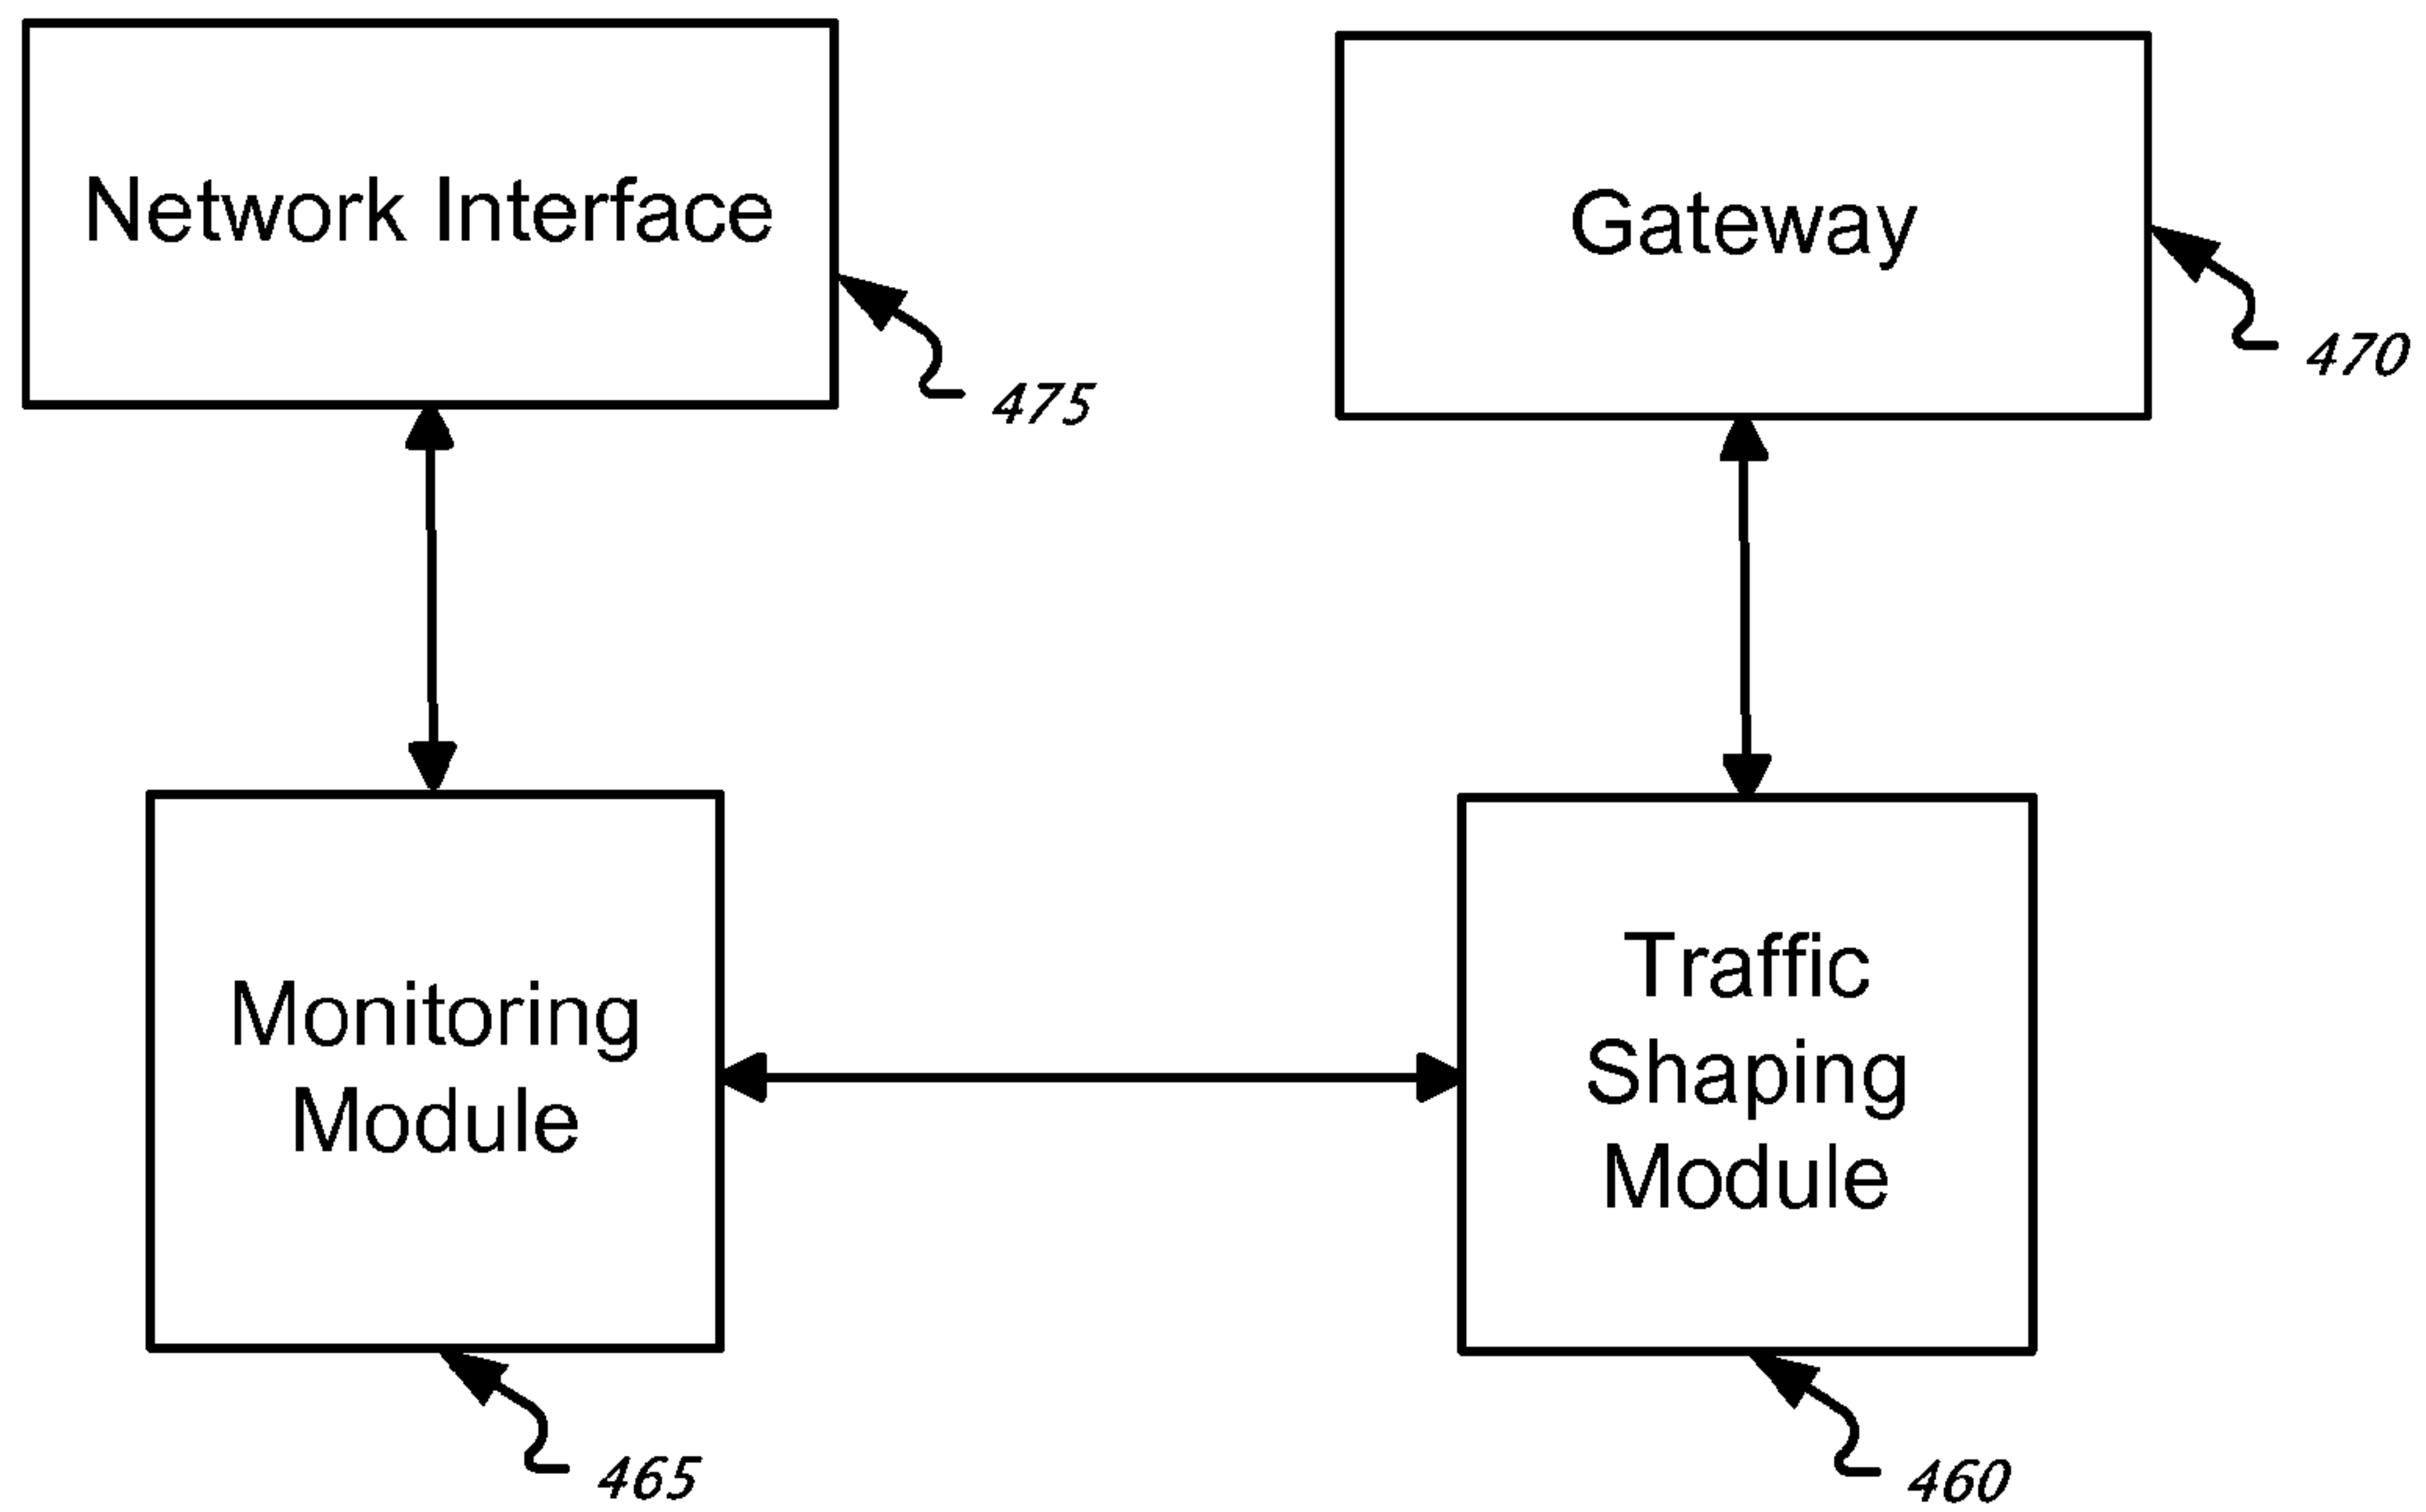 Network Interface
475
Gateway
470
Monitoring
Module
465
Traffic
Shaping
Module
460